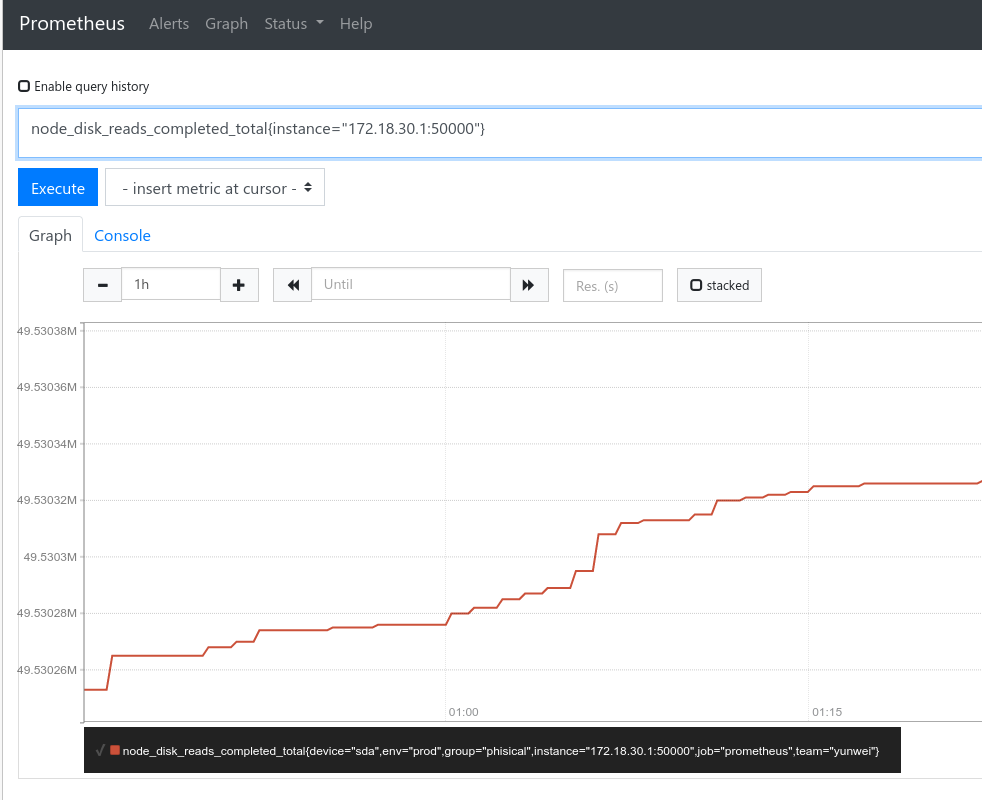 Prometheus Alerts Graph Status Help
Enable query history
node_disk_reads_completed_total{instance="172.18.30.1:50000"}
Execute - insert metric at cursor -
Graph Console
1h Until Res. (s) stacked
49.53038M
49.53036M
49.53034M
49.53032M
49.5303M
49.53028M
49.53026M
01:00 01:15
node_disk_reads_completed_total{device="sda",env="prod",group="phisical",instance="172.18.30.1:50000",job="prometheus",team="yunwei"}